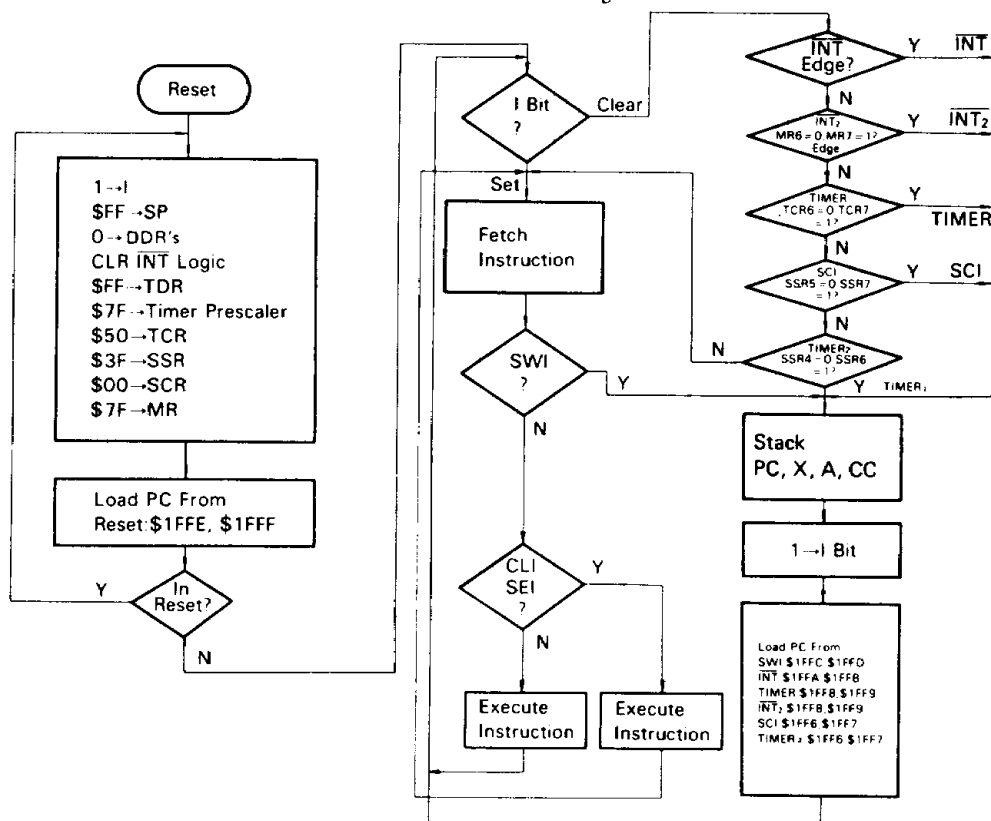 Reset
1→I
$FF→SP
0→DDR's
CLR INT Logic
$FF→TDR
$7F→Timer Prescaler
$50→TCR
$3F→SSR
$00→SCR
$7F→MR
Load PC From
Reset:$1FFE, $1FFF
In
Reset?
Y
N
I Bit
?
Clear
Set
Fetch
Instruction
SWI
?
Y
N
CLI
SEI
?
Y
N
Execute
Instruction
Execute
Instruction
INT
Edge?
Y
INT
N
INT₂
MR6=0 MR7=1?
Edge
Y
INT₂
N
TIMER
TCR6=0 TCR7
=1?
Y
TIMER
N
SCI
SSR5=0 SSR7
=1?
Y
SCI
N
TIMER₂
SSR4=0 SSR6
=1?
N
Y
Stack
PC, X, A, CC
1→I Bit
Load PC From
SWI $1FFC $1FFD
INT $1FFA $1FFB
TIMER $1FF8,$1FF9
INT₂ $1FF8,$1FF9
SCI $1FF6,$1FF7
TIMER₂ $1FF6 $1FF7